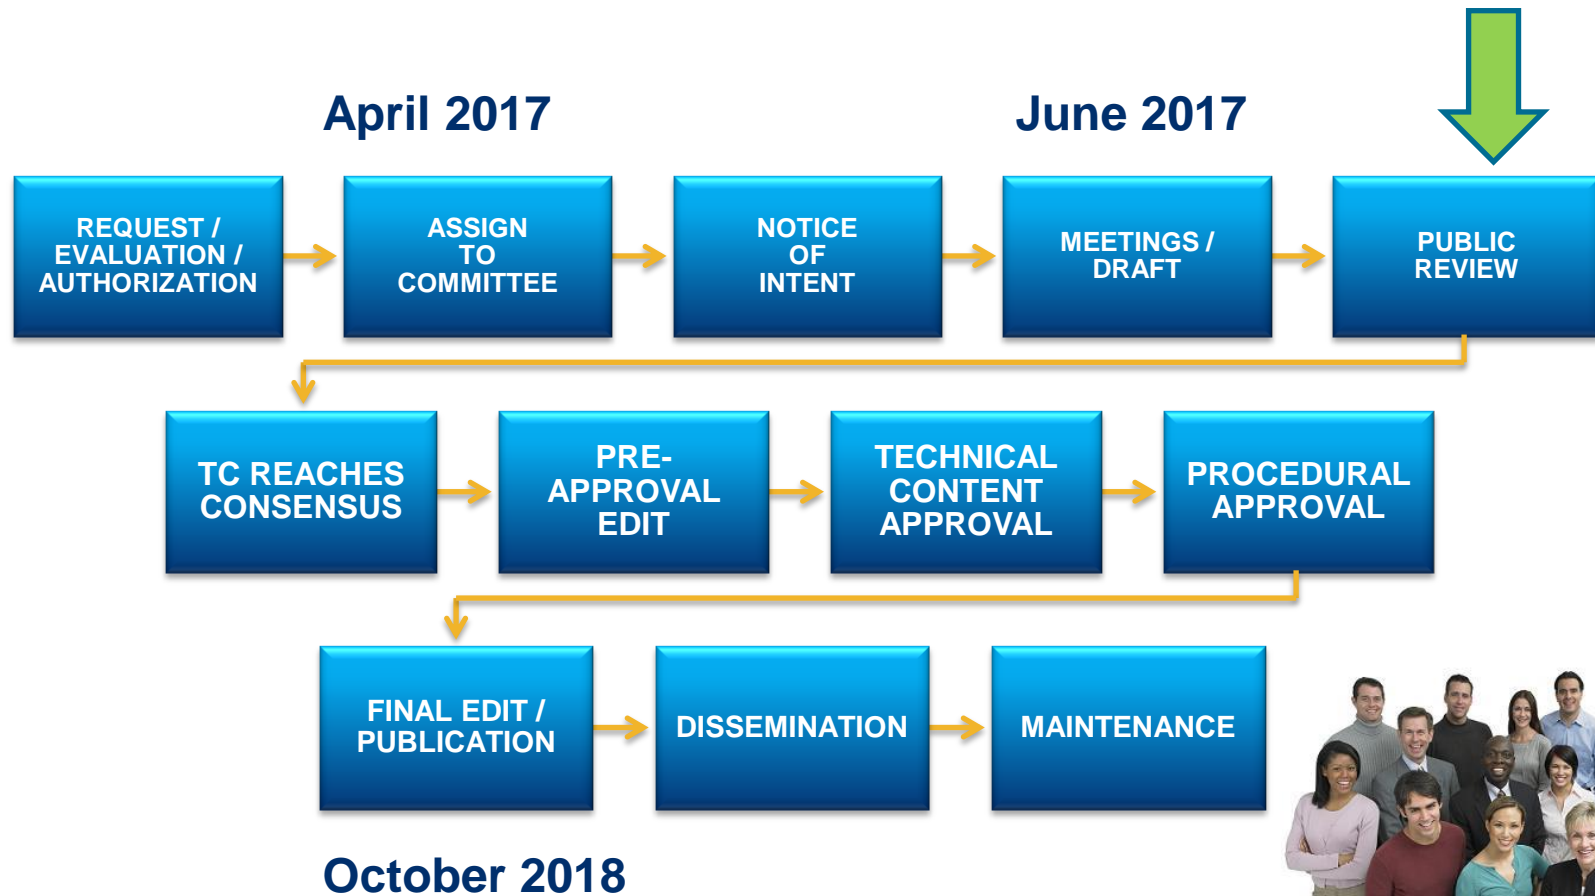 April 2017
June 2017
REQUEST /
EVALUATION /
AUTHORIZATION
ASSIGN
TO
COMMITTEE
NOTICE
OF
INTENT
MEETINGS /
DRAFT
PUBLIC
REVIEW
TC REACHES
CONSENSUS
PRE-
APPROVAL
EDIT
TECHNICAL
CONTENT
APPROVAL
PROCEDURAL
APPROVAL
FINAL EDIT /
PUBLICATION
DISSEMINATION
MAINTENANCE
October 2018